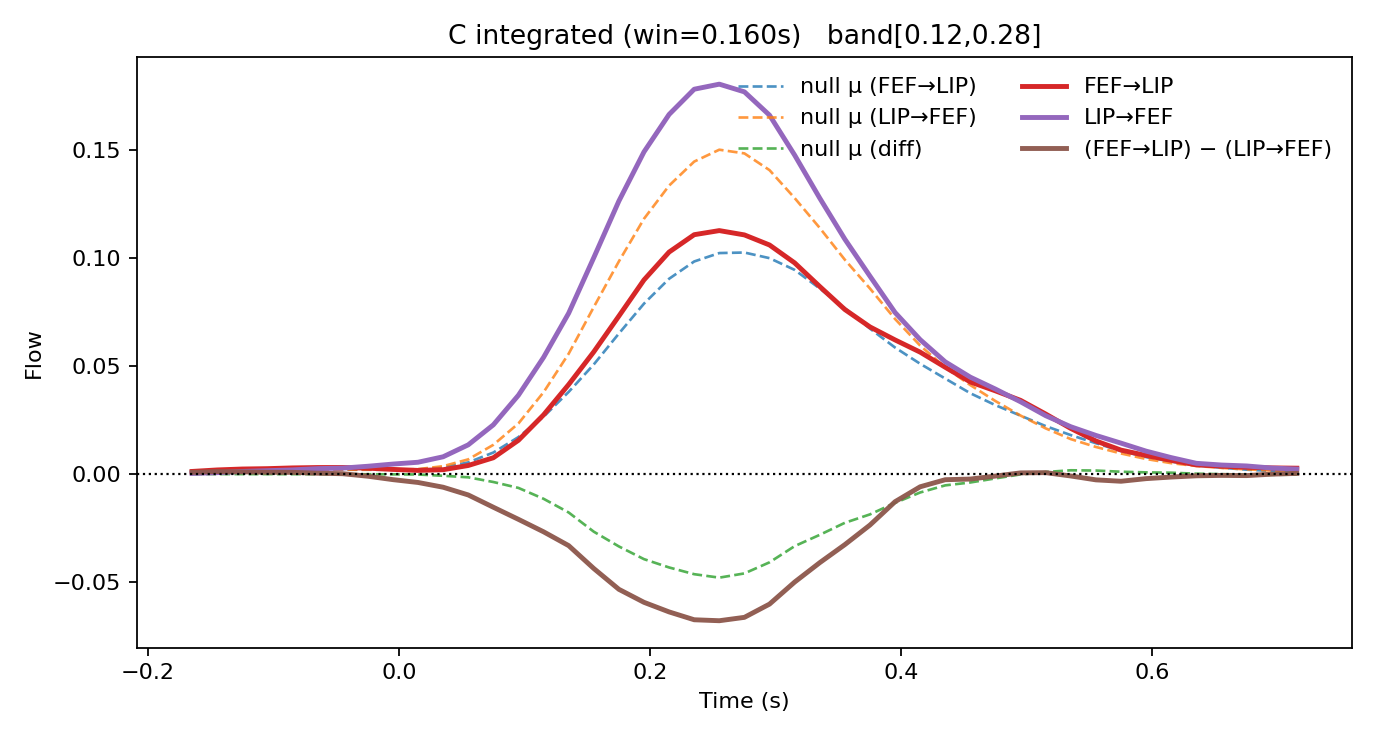 C integrated (win=0.160s)   band[0.12,0.28]
null μ (FEF→LIP)
null μ (LIP→FEF)
null μ (diff)
FEF→LIP
LIP→FEF
(FEF→LIP) − (LIP→FEF)
Flow
0.15
0.10
0.05
0.00
−0.05
−0.2
0.0
0.2
0.4
0.6
Time (s)